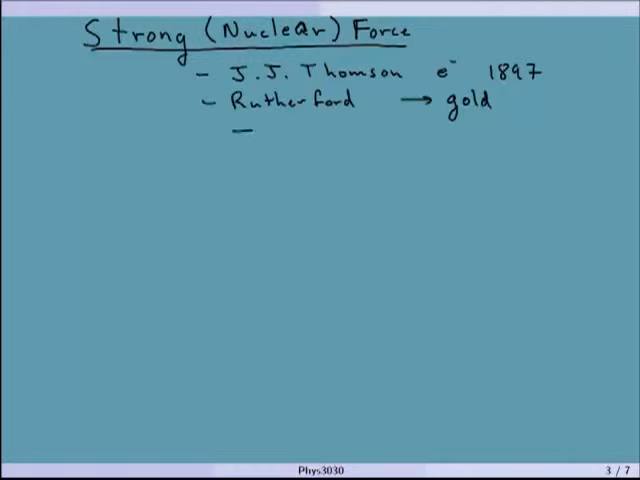 Strong (Nuclear) Force
- J.J. Thomson e⁻ 1897
- Rutherford → gold
—
Phys3030 3 / 7